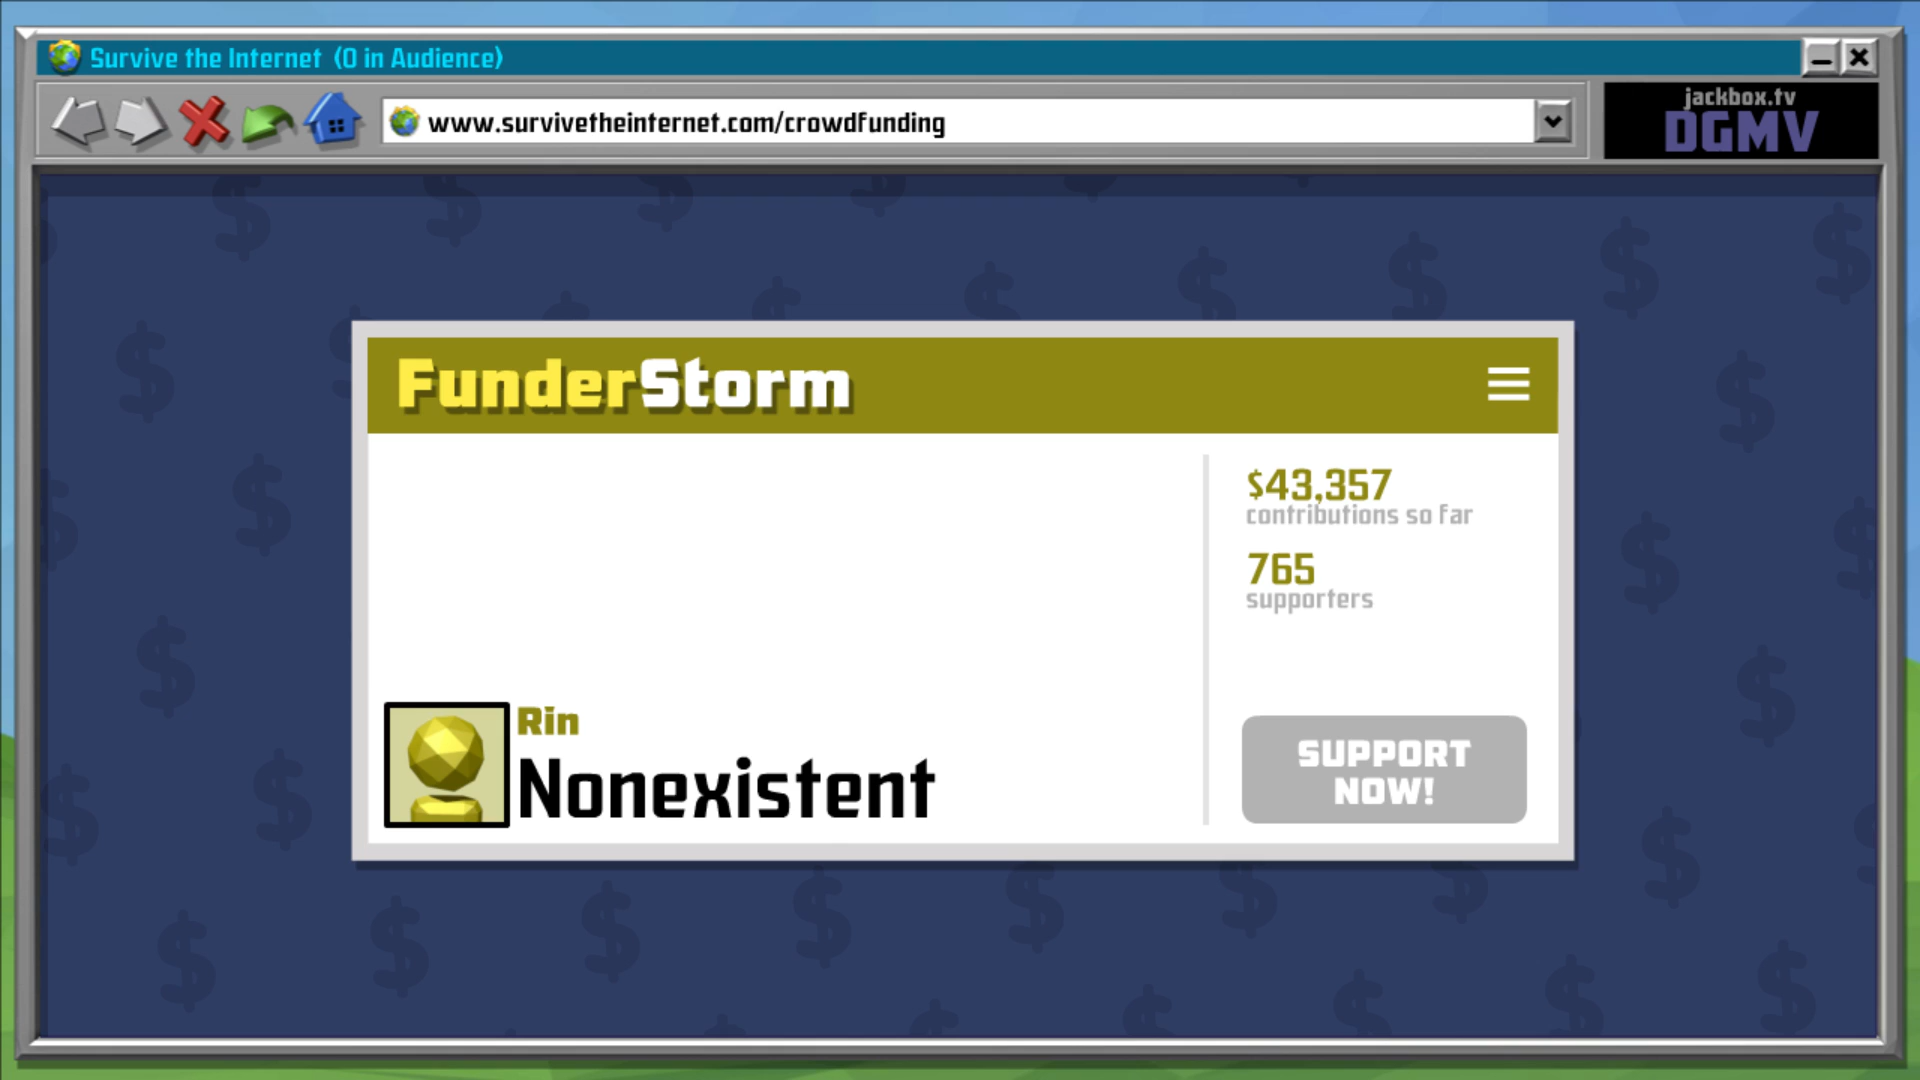 Survive the Internet (0 in Audience)
www.survivetheinternet.com/crowdfunding
jackbox.tv
DGMV
FunderStorm
$43,357
contributions so far
765
supporters
Rin
Nonexistent
SUPPORT
NOW!